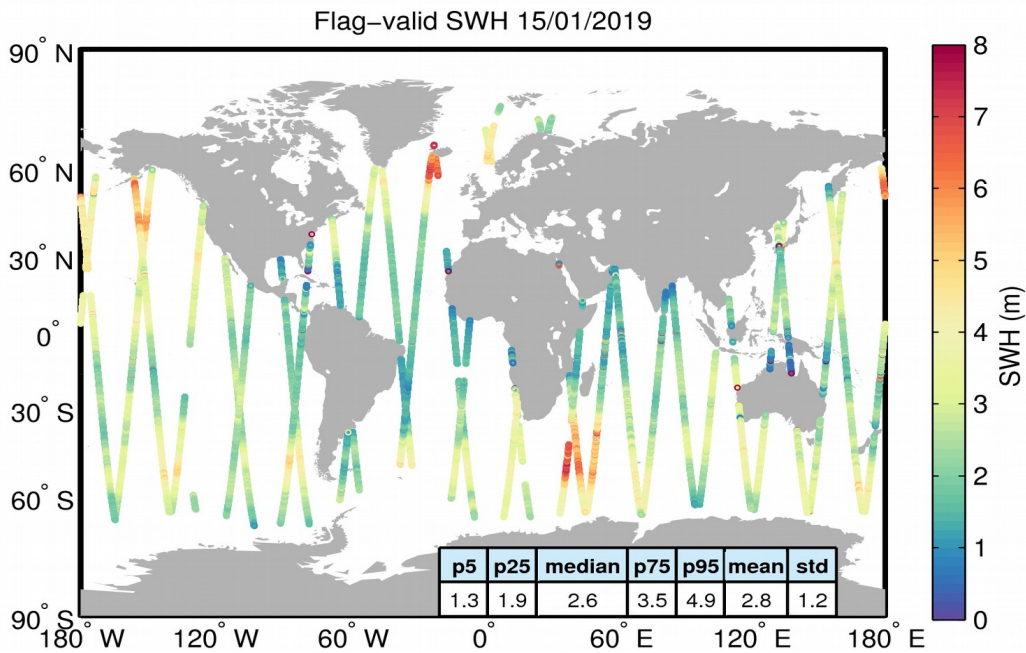 Flag−valid SWH 15/01/2019
90° N
60° N
30° N
0°
30° S
60° S
90° S
180° W
120° W
60° W
0°
60° E
120° E
180° E
8
7
6
5
4
3
2
1
0
SWH (m)
p5 p25 median p75 p95 mean std
1.3 1.9 2.6 3.5 4.9 2.8 1.2